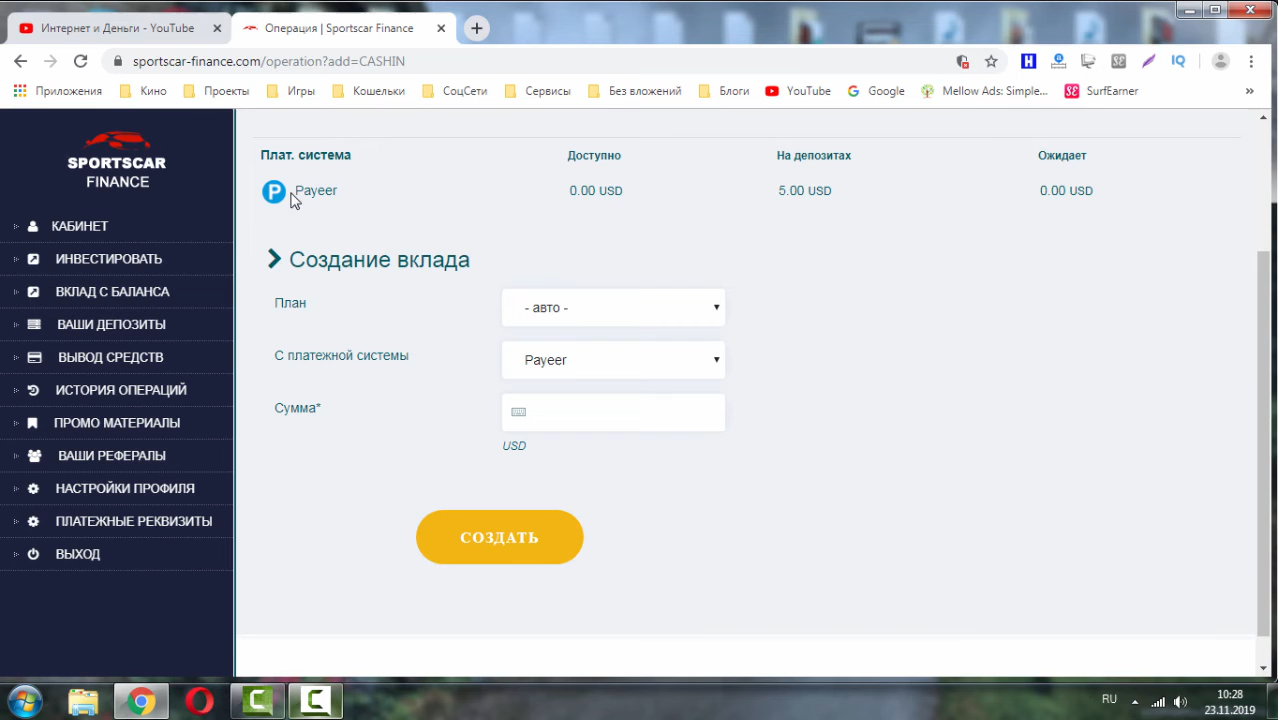 Интернет и Деньги - YouTube
Операция | Sportscar Finance
sportscar-finance.com/operation?add=CASHIN
Приложения
Кино
Проекты
Игры
Кошельки
СоцСети
Сервисы
Без вложений
Блоги
YouTube
Google
Mellow Ads: Simple...
SurfEarner
»
SPORTSCAR
FINANCE
КАБИНЕТ
ИНВЕСТИРОВАТЬ
ВКЛАД С БАЛАНСА
ВАШИ ДЕПОЗИТЫ
ВЫВОД СРЕДСТВ
ИСТОРИЯ ОПЕРАЦИЙ
ПРОМО МАТЕРИАЛЫ
ВАШИ РЕФЕРАЛЫ
НАСТРОЙКИ ПРОФИЛЯ
ПЛАТЕЖНЫЕ РЕКВИЗИТЫ
ВЫХОД
Плат. система Доступно На депозитах Ожидает
Payeer 0.00 USD 5.00 USD 0.00 USD
Создание вклада
План - авто -
С платежной системы Payeer
Сумма*
USD
СОЗДАТЬ
RU
10:28
23.11.2019